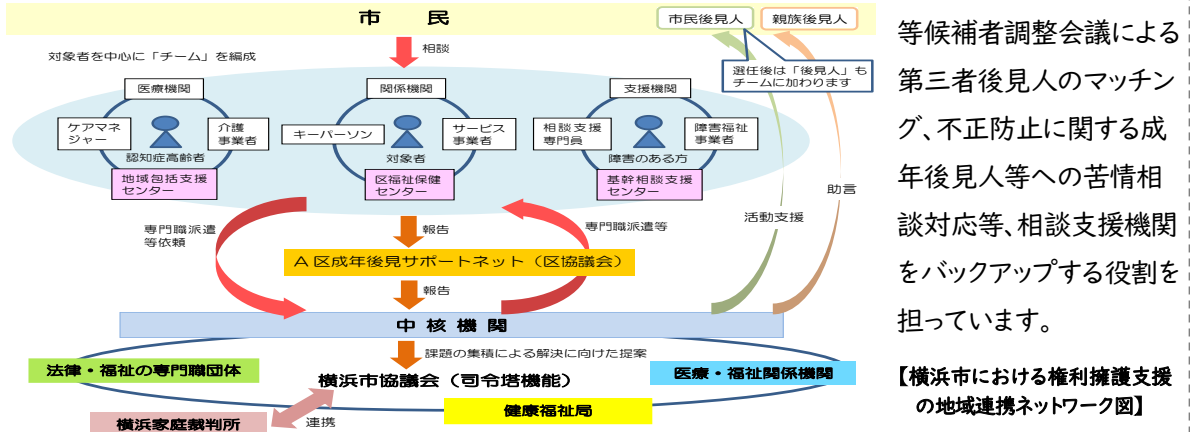 市 民
市民後見人
親族後見人
相談
対象者を中心に「チーム」を編成
選任後は「後見人」も
チームに加わります
医療機関
ケアマネ
ジャー
介護
事業者
認知症高齢者
地域包括支援
センター
関係機関
キーパーソン
サービス
事業者
対象者
区福祉保健
センター
支援機関
相談支援
専門員
障害福祉
事業者
障害のある方
基幹相談支援
センター
専門職派遣
等依頼
報告
専門職派遣等
活動支援
助言
A区成年後見サポートネット（区協議会）
報告
中 核 機 関
課題の集積による解決に向けた提案
法律・福祉の専門職団体
横浜市協議会（司令塔機能）
医療・福祉関係機関
健康福祉局
横浜家庭裁判所
連携
等候補者調整会議による
第三者後見人のマッチン
グ、不正防止に関する成
年後見人等への苦情相
談対応等、相談支援機関
をバックアップする役割を
担っています。
【横浜市における権利擁護支援
の地域連携ネットワーク図】